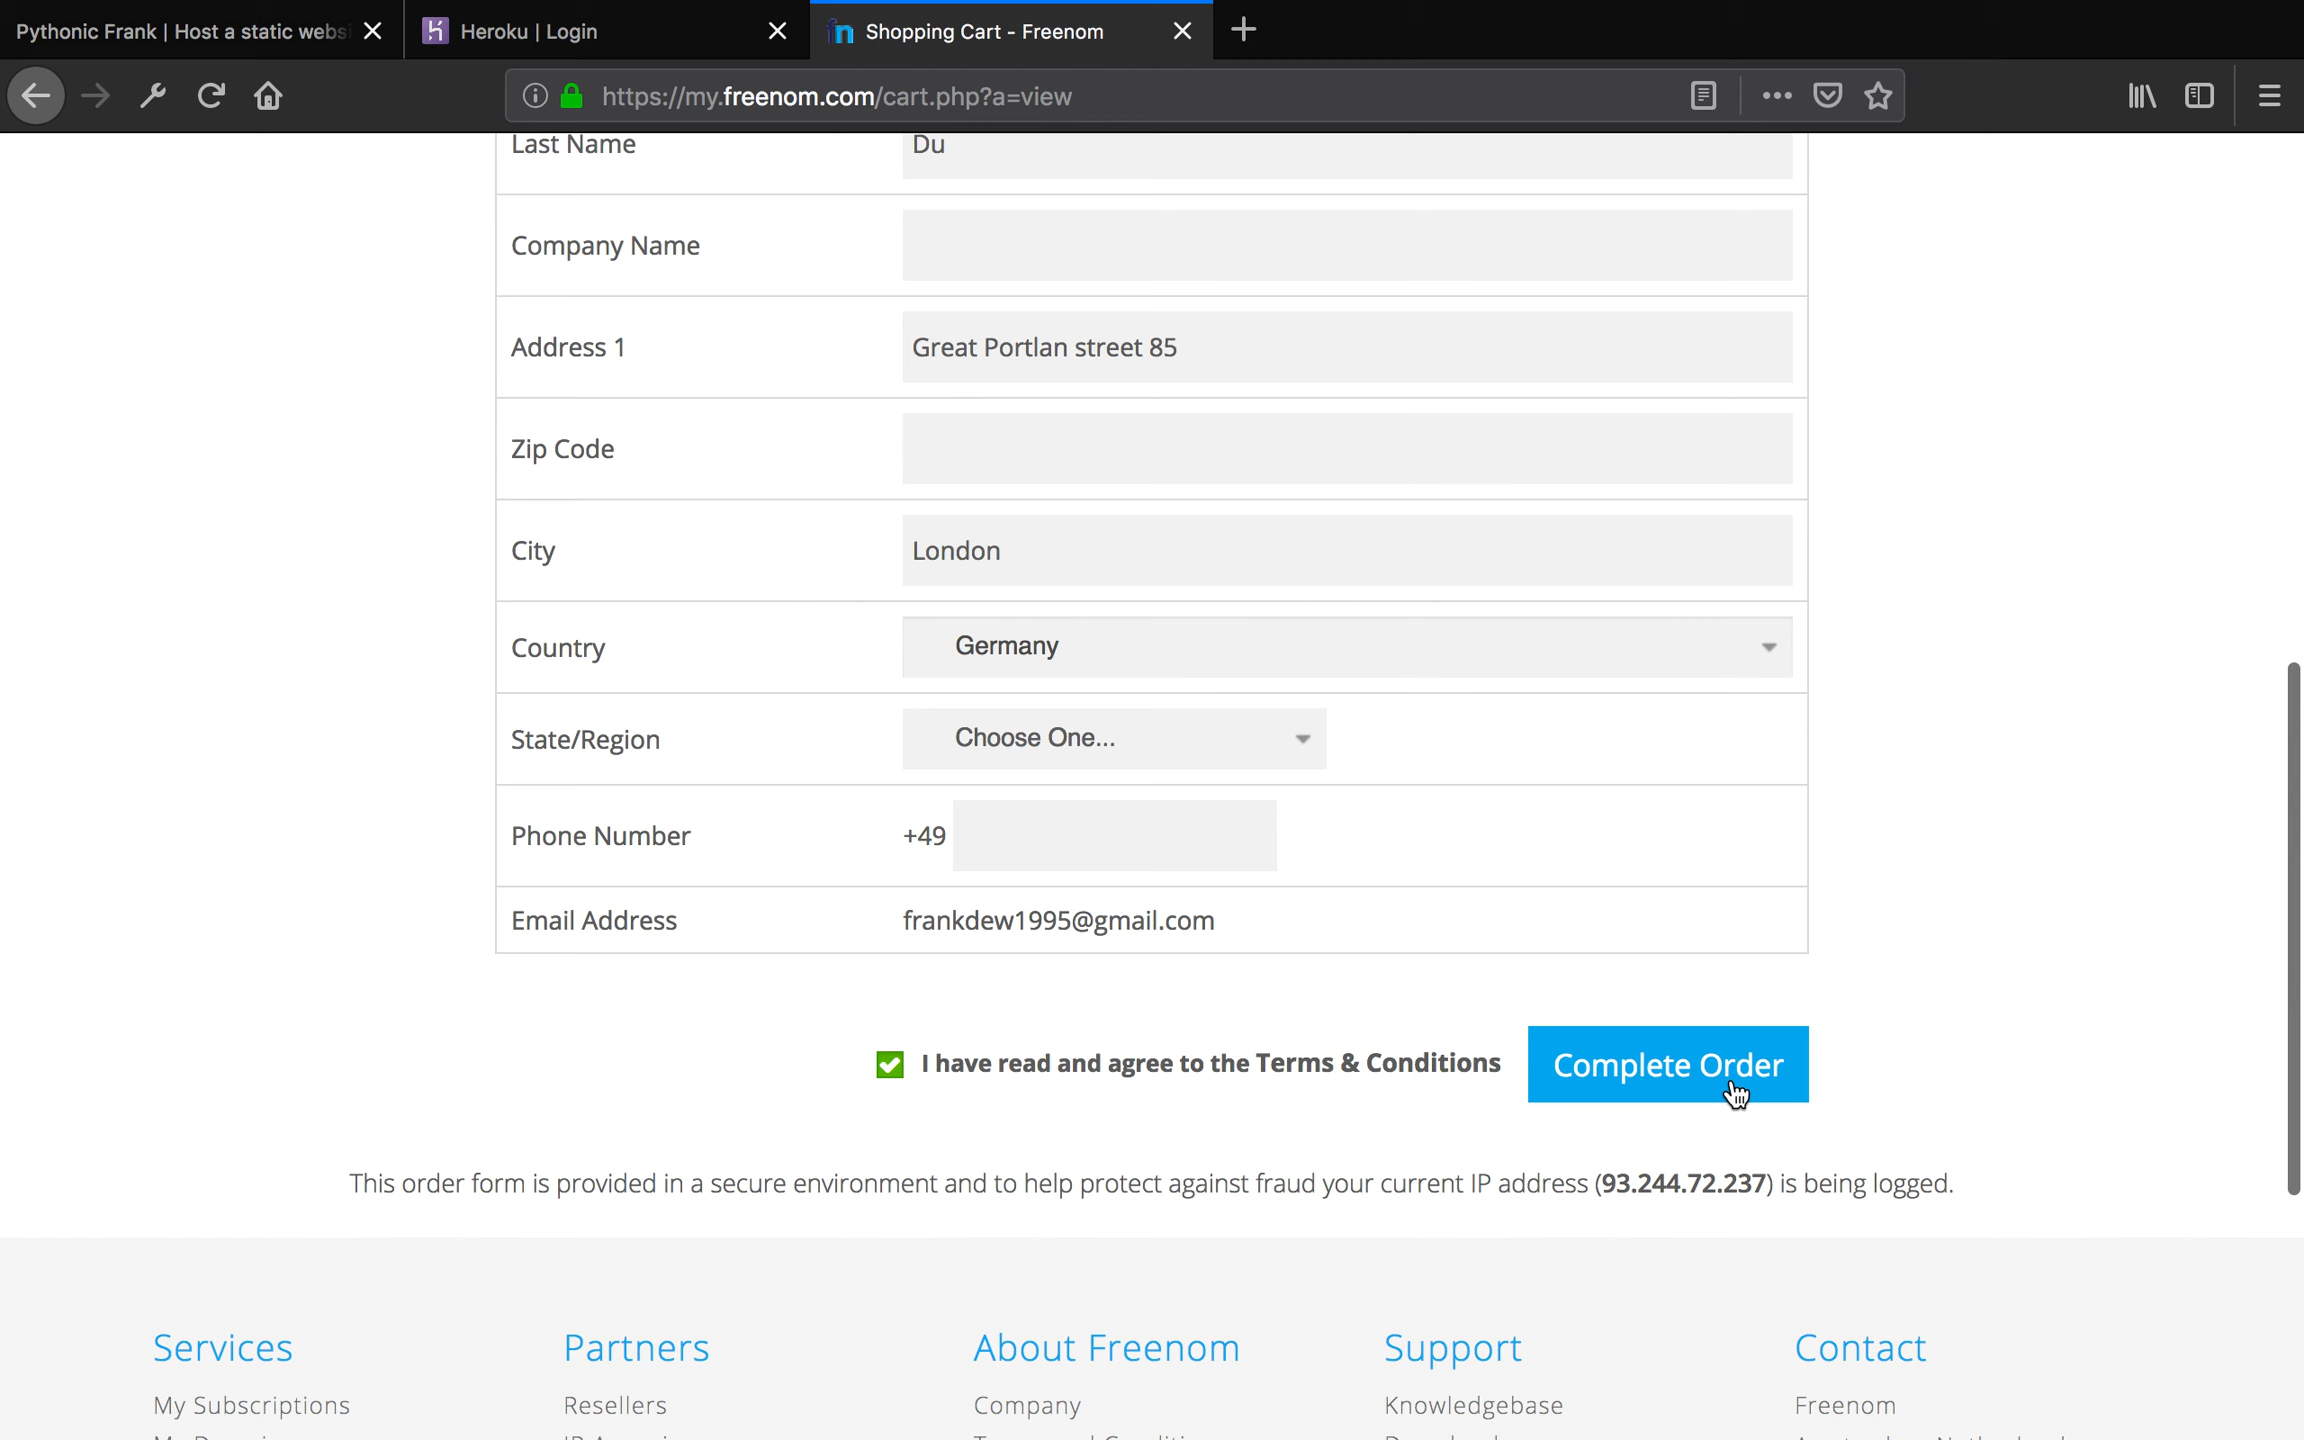 Pythonic Frank | Host a static websi
Heroku | Login
Shopping Cart - Freenom
https://my.freenom.com/cart.php?a=view
Last Name Du
Company Name
Address 1 Great Portlan street 85
Zip Code
City London
Country Germany
State/Region Choose One...
Phone Number +49
Email Address frankdew1995@gmail.com
I have read and agree to the Terms & Conditions Complete Order
This order form is provided in a secure environment and to help protect against fraud your current IP address (93.244.72.237) is being logged.
Services Partners About Freenom Support Contact
My Subscriptions Resellers Company Knowledgebase Freenom